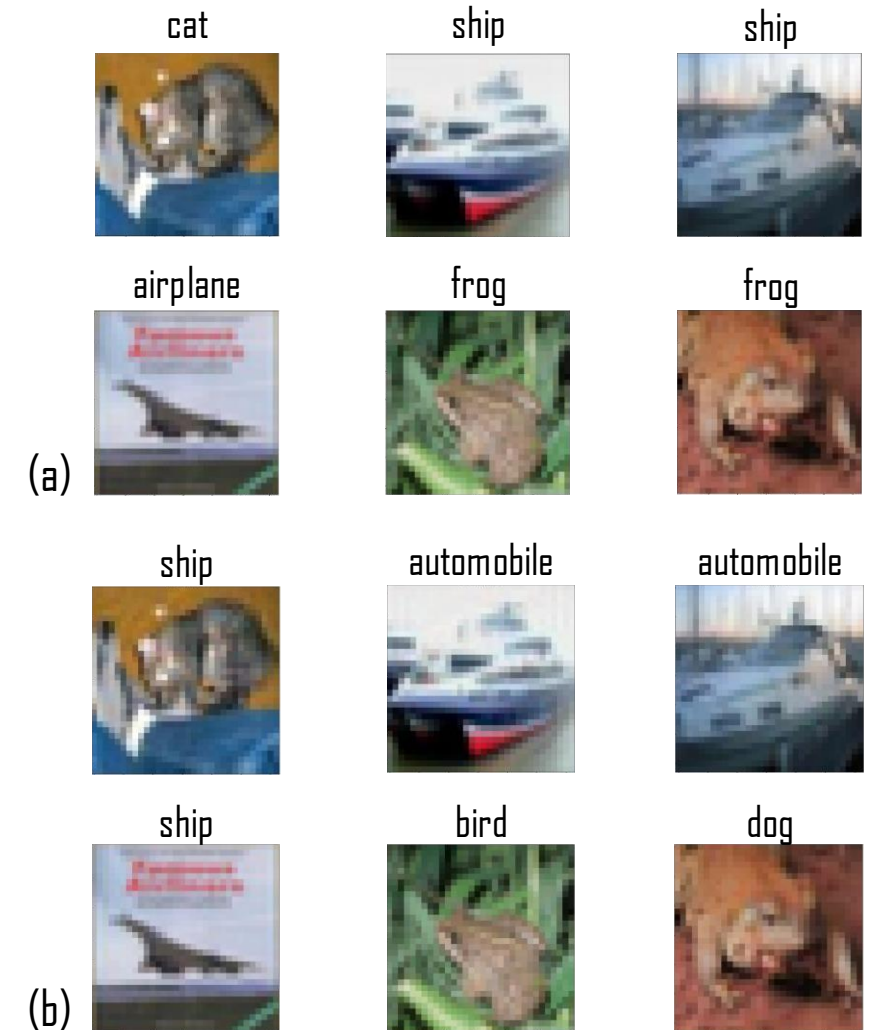 cat ship ship
airplane frog frog
(a)
ship automobile automobile
ship bird dog
(b)